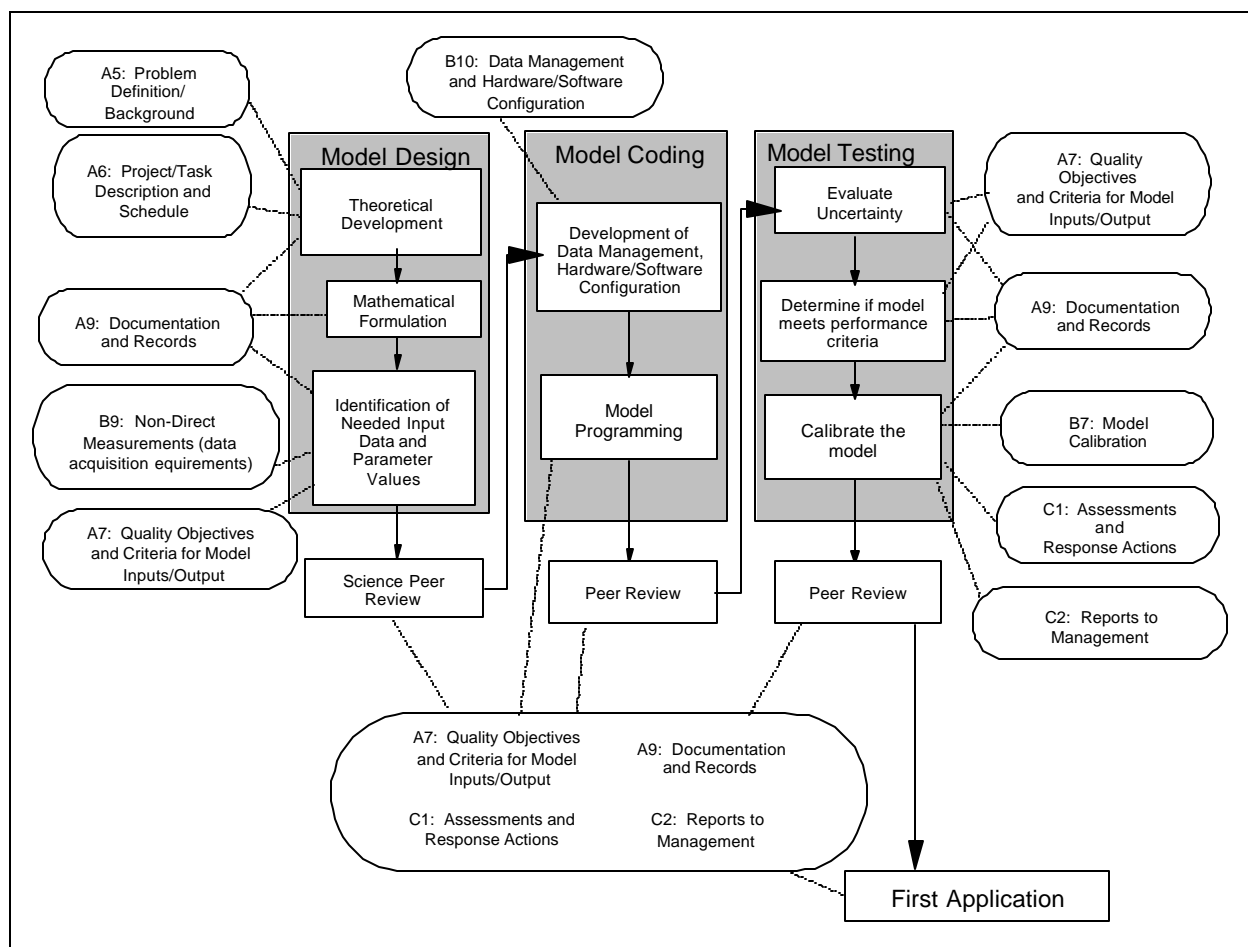 A5: Problem
Definition/
Background
A6: Project/Task
Description and
Schedule
A9: Documentation
and Records
B9: Non-Direct
Measurements (data
acquisition equirements)
A7: Quality Objectives
and Criteria for Model
Inputs/Output
B10: Data Management
and Hardware/Software
Configuration
Model Design
Theoretical
Development
Mathematical
Formulation
Identification of
Needed Input
Data and
Parameter
Values
Science Peer
Review
Model Coding
Development of
Data Management,
Hardware/Software
Configuration
Model
Programming
Peer Review
Model Testing
Evaluate
Uncertainty
Determine if model
meets performance
criteria
Calibrate the
model
Peer Review
A7: Quality
Objectives
and Criteria for Model
Inputs/Output
A9: Documentation
and Records
B7: Model
Calibration
C1: Assessments
and
Response Actions
C2: Reports to
Management
A7: Quality Objectives
and Criteria for Model
Inputs/Output
A9: Documentation
and Records
C1: Assessments and
Response Actions
C2: Reports to
Management
First Application